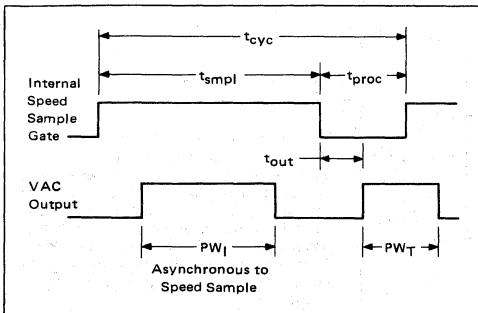 tcyc
tsmpl
tproc
Internal
Speed
Sample
Gate
tout
VAC
Output
PWI
PWT
Asynchronous to
Speed Sample